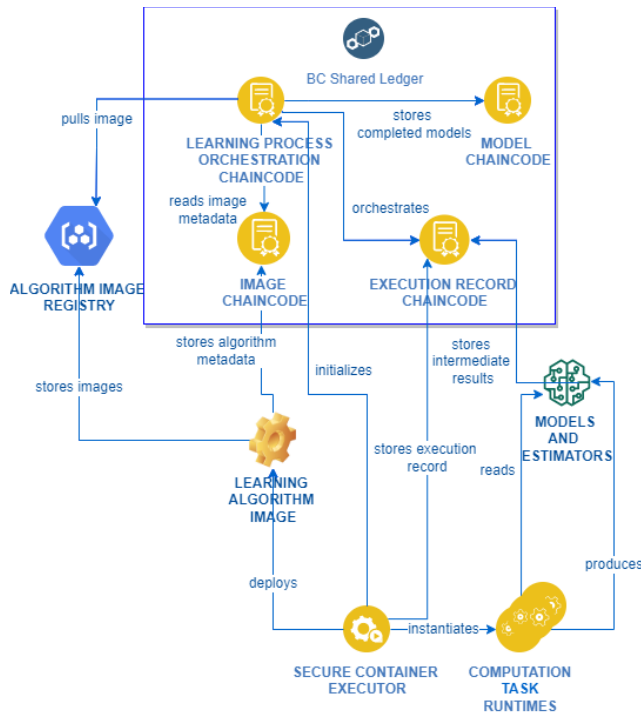 BC Shared Ledger
pulls image
stores
completed models
LEARNING PROCESS
ORCHESTRATION
CHAINCODE
MODEL
CHAINCODE
reads image
metadata
orchestrates
ALGORITHM IMAGE
REGISTRY
IMAGE
CHAINCODE
EXECUTION RECORD
CHAINCODE
stores algorithm
metadata
initializes
stores
intermediate
results
stores images
MODELS
AND
ESTIMATORS
stores execution
record
reads
LEARNING
ALGORITHM
IMAGE
deploys
produces
instantiates
SECURE CONTAINER
EXECUTOR
COMPUTATION
TASK
RUNTIMES